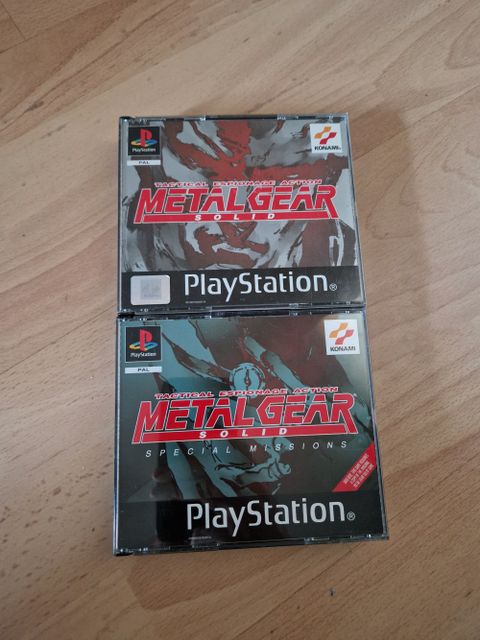 PlayStation
PAL
KONAMI
TACTICAL ESPIONAGE ACTION
METAL GEAR
SOLID
PlayStation®
PlayStation
PAL
KONAMI
TACTICAL ESPIONAGE ACTION
METAL GEAR
SOLID
SPECIAL MISSIONS
PlayStation®